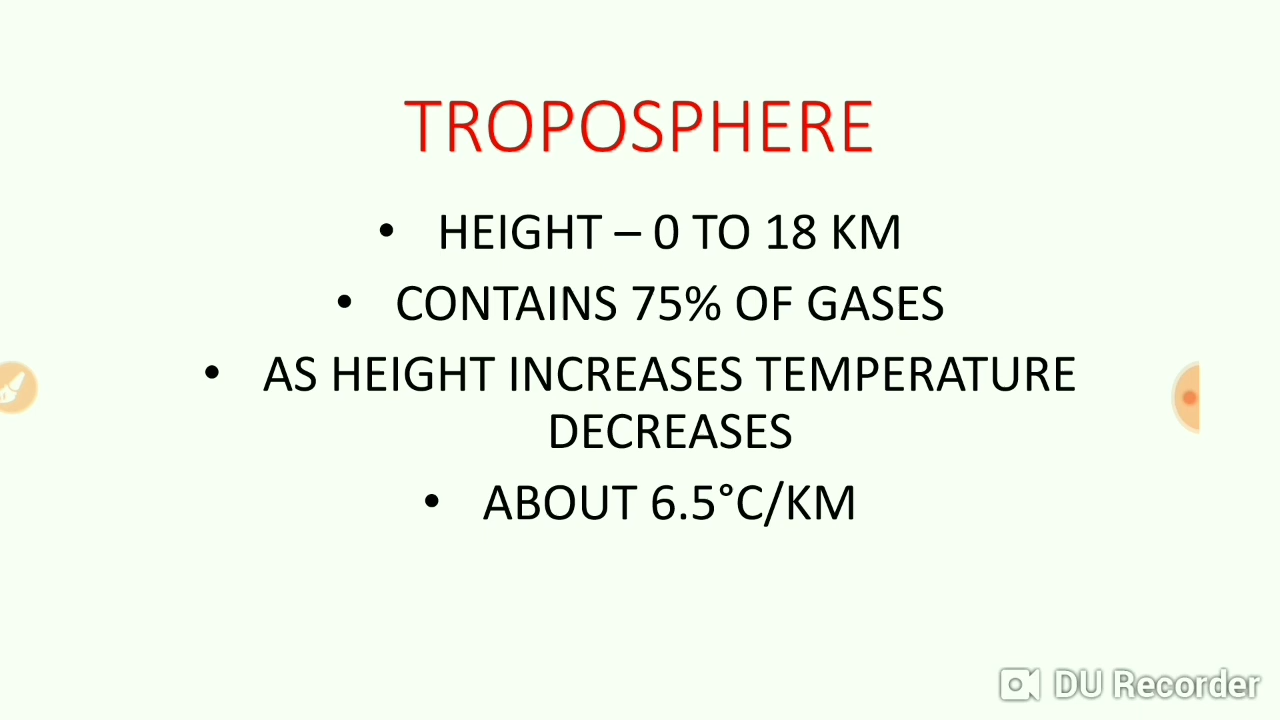 TROPOSPHERE
• HEIGHT – 0 TO 18 KM
• CONTAINS 75% OF GASES
• AS HEIGHT INCREASES TEMPERATURE
DECREASES
• ABOUT 6.5°C/KM
DU Recorder